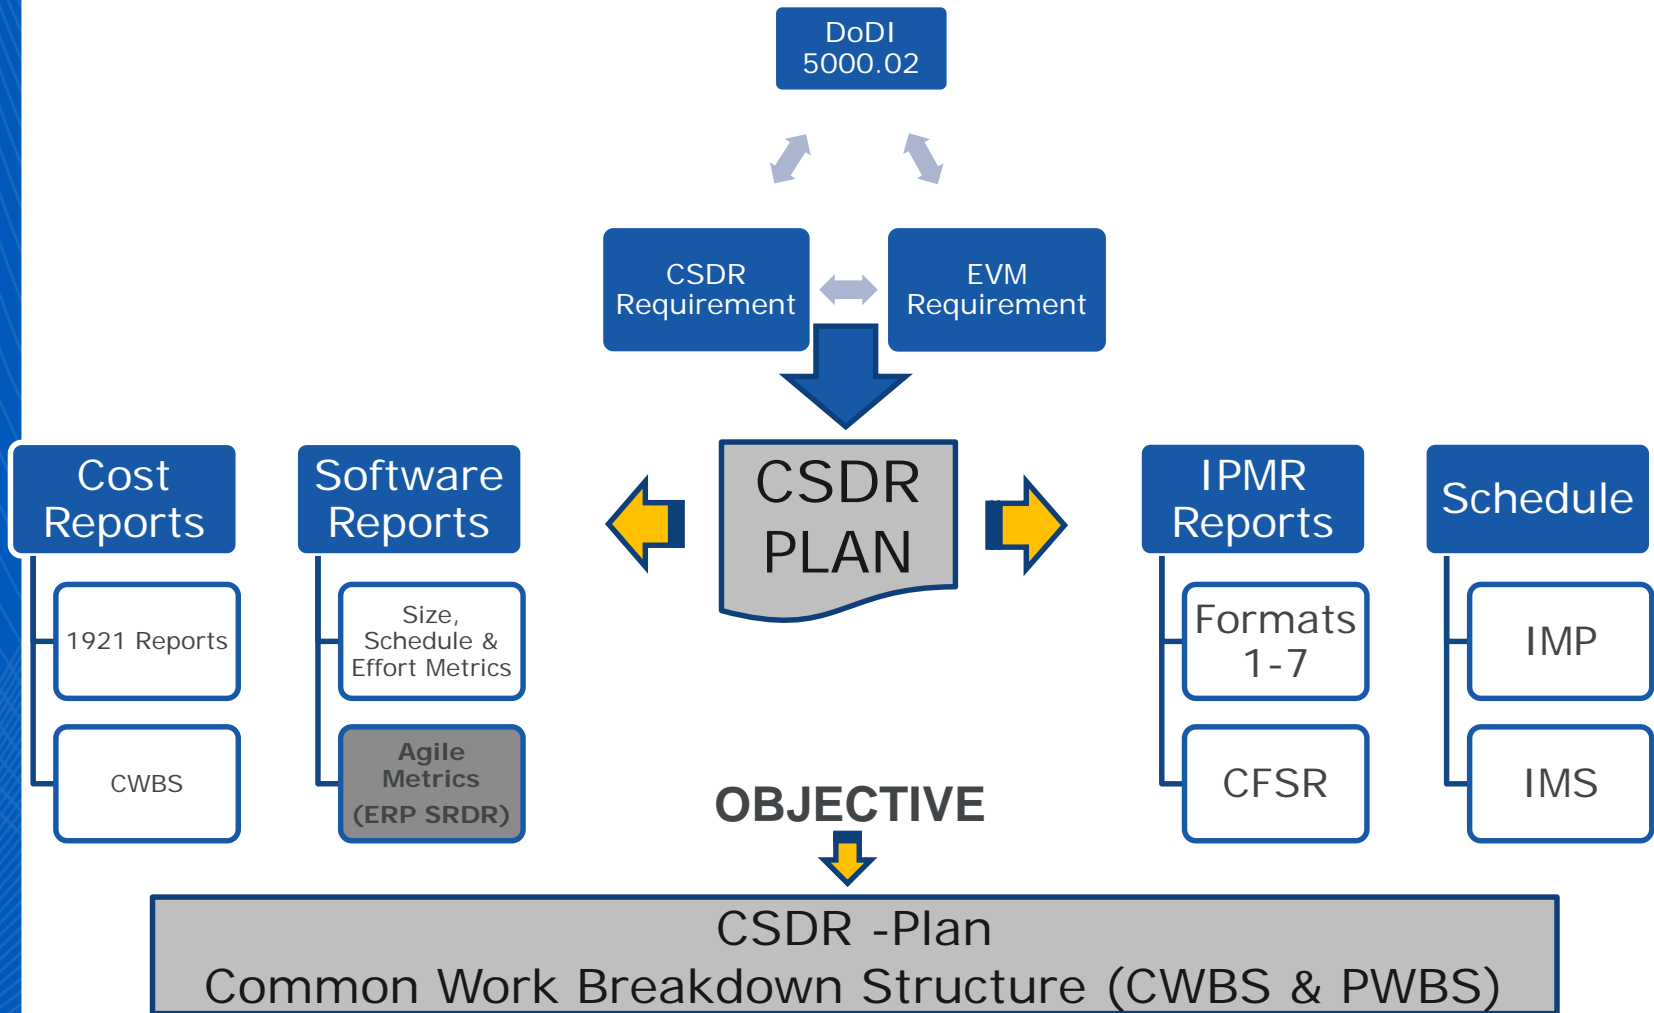 DoDI
5000.02
CSDR
Requirement
EVM
Requirement
Cost
Reports
Software
Reports
CSDR
PLAN
IPMR
Reports
Schedule
1921 Reports
Size,
Schedule &
Effort Metrics
Formats
1-7
IMP
CWBS
Agile
Metrics
(ERP SRDR)
CFSR
IMS
OBJECTIVE
CSDR -Plan
Common Work Breakdown Structure (CWBS & PWBS)